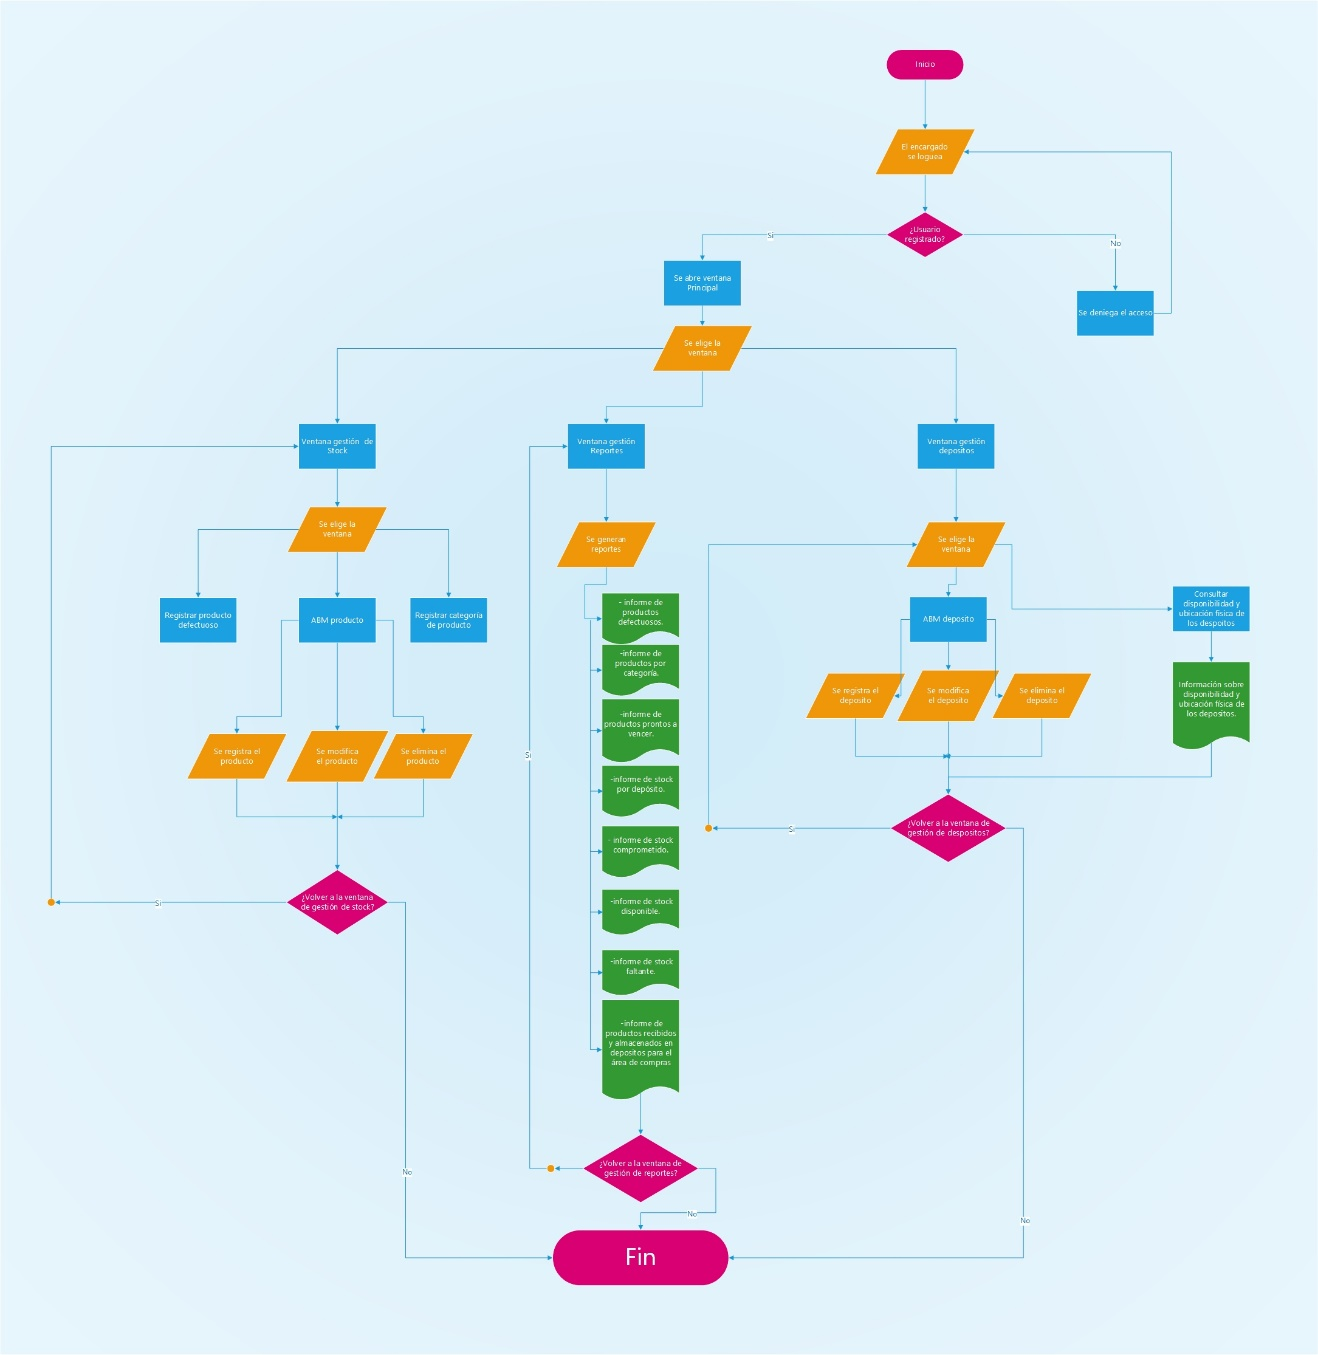 Inicio
El encargado
se loguea
¿Usuario
registrado?
Si
No
Se abre ventana
Principal
Se deniega el acceso
Se elige la
ventana
Ventana gestión  de
Stock
Ventana gestión
Reportes
Ventana gestión
depositos
Se elige la
ventana
Se generan
reportes
Se elige la
ventana
Registrar producto
defectuoso
ABM producto
Registrar categoría
de producto
- informe de
productos
defectuosos.
ABM deposito
Consultar
disponibilidad y
ubicación física de
los despoitos
-informe de
productos por
categoría.
Se registra el
deposito
Se modifica
el deposito
Se elimina el
deposito
Información sobre
disponibilidad y
ubicación física de
los depositos.
-informe de
productos prontos a
vencer.
Se registra el
producto
Se modifica
el producto
Se elimina el
producto
Si
-informe de stock
por depósito.
¿Volver a la ventana de
gestión de despositos?
Si
- informe de stock
comprometido.
¿Volver a la ventana
de gestión de stock?
Si
-informe de stock
disponible.
-informe de stock
faltante.
-informe de
productos recibidos
y almacenados en
depositos para el
área de compras
¿Volver a la ventana de
gestión de reportes?
No
No
No
Fin